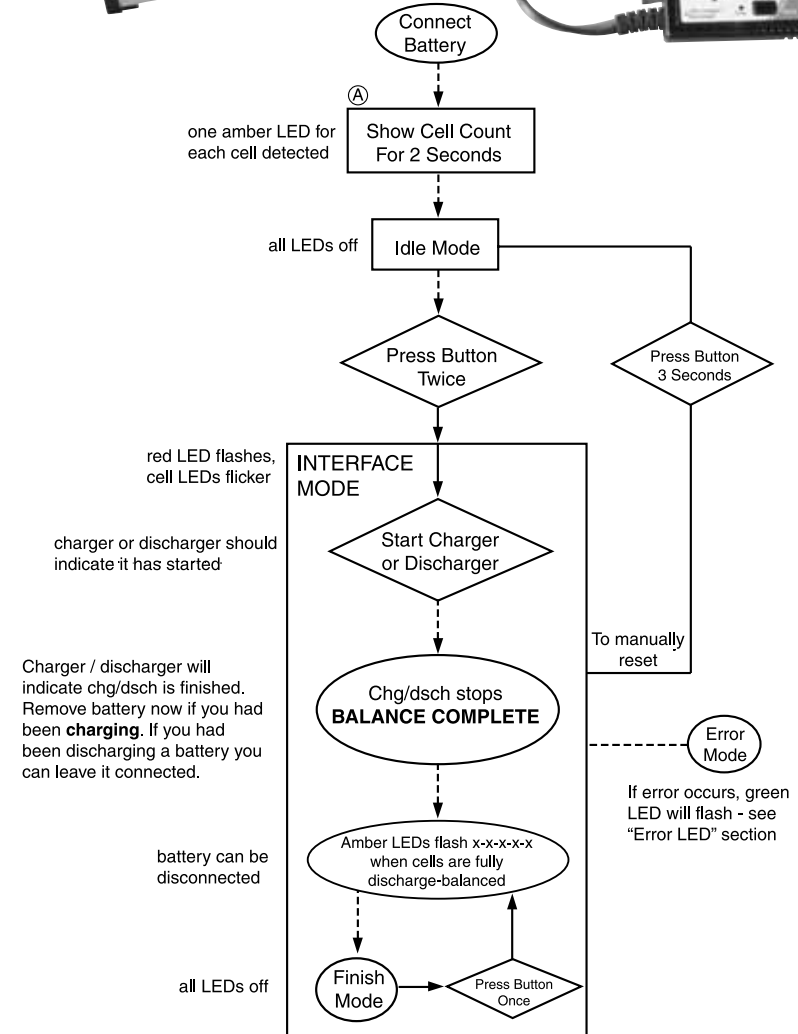 Connect
Battery
Ⓐ
one amber LED for
each cell detected
Show Cell Count
For 2 Seconds
all LEDs off
Idle Mode
Press Button
Twice
Press Button
3 Seconds
red LED flashes,
cell LEDs flicker
INTERFACE
MODE
charger or discharger should
indicate it has started
Start Charger
or Discharger
To manually
reset
Charger / discharger will
indicate chg/dsch is finished.
Remove battery now if you had
been charging. If you had
been discharging a battery you
can leave it connected.
Chg/dsch stops
BALANCE COMPLETE
Error
Mode
If error occurs, green
LED will flash - see
“Error LED” section
battery can be
disconnected
Amber LEDs flash x-x-x-x-x
when cells are fully
discharge-balanced
all LEDs off
Finish
Mode
Press Button
Once